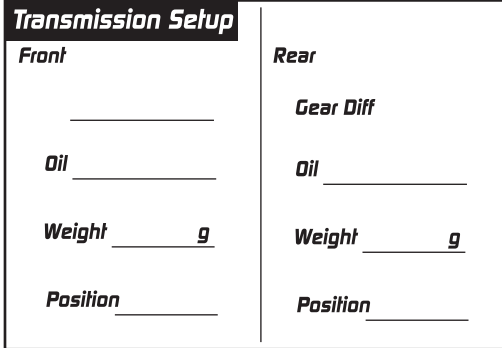 Transmission Setup
Front
Oil
Weight g
Position
Rear
Gear Diff
Oil
Weight g
Position